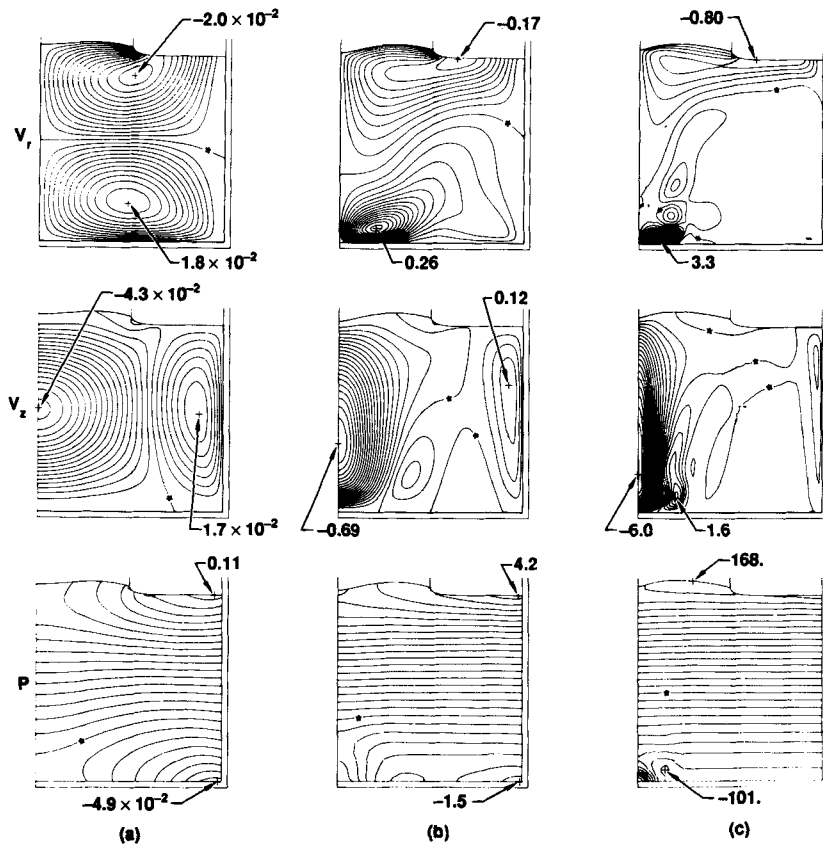 −2.0 × 10⁻²
−0.17
−0.80
Vr
1.8 × 10⁻²
0.26
3.3
−4.3 × 10⁻²
0.12
Vz
1.7 × 10⁻²
−0.69
−6.0
1.6
0.11
4.2
168.
P
−4.9 × 10⁻²
−1.5
−101.
(a)
(b)
(c)